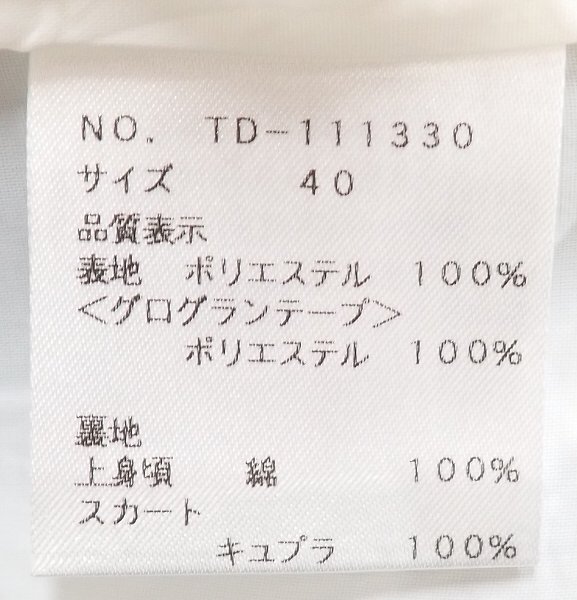 NO. TD-111330
サイズ 40
品質表示
表地 ポリエステル 100%
<グログランテープ>
ポリエステル 100%
裏地
上身頃 綿 100%
スカート
キュプラ 100%